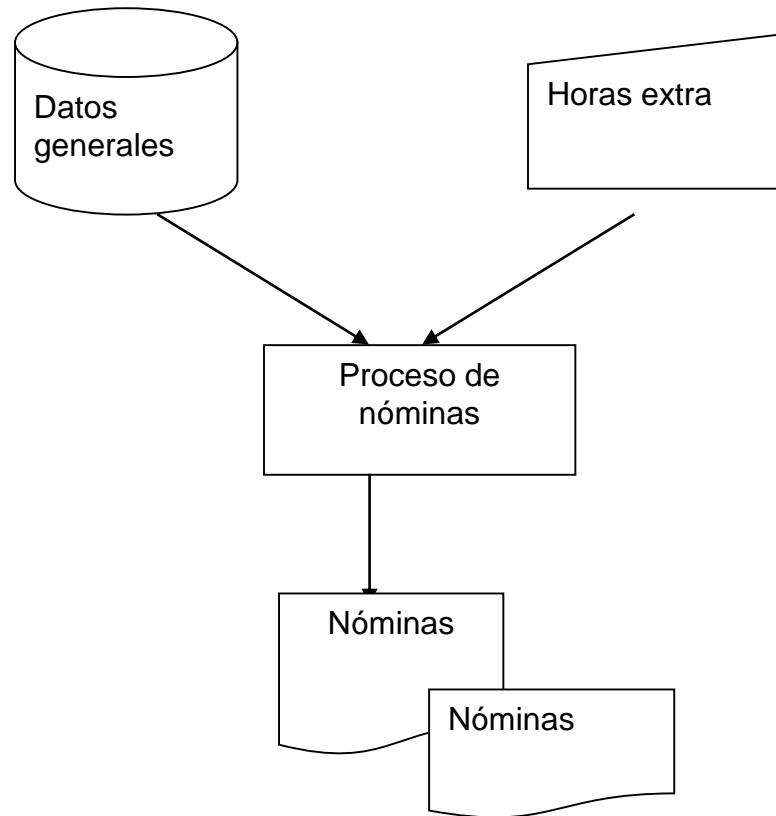 Datos
generales
Horas extra
Proceso de
nóminas
Nóminas
Nóminas